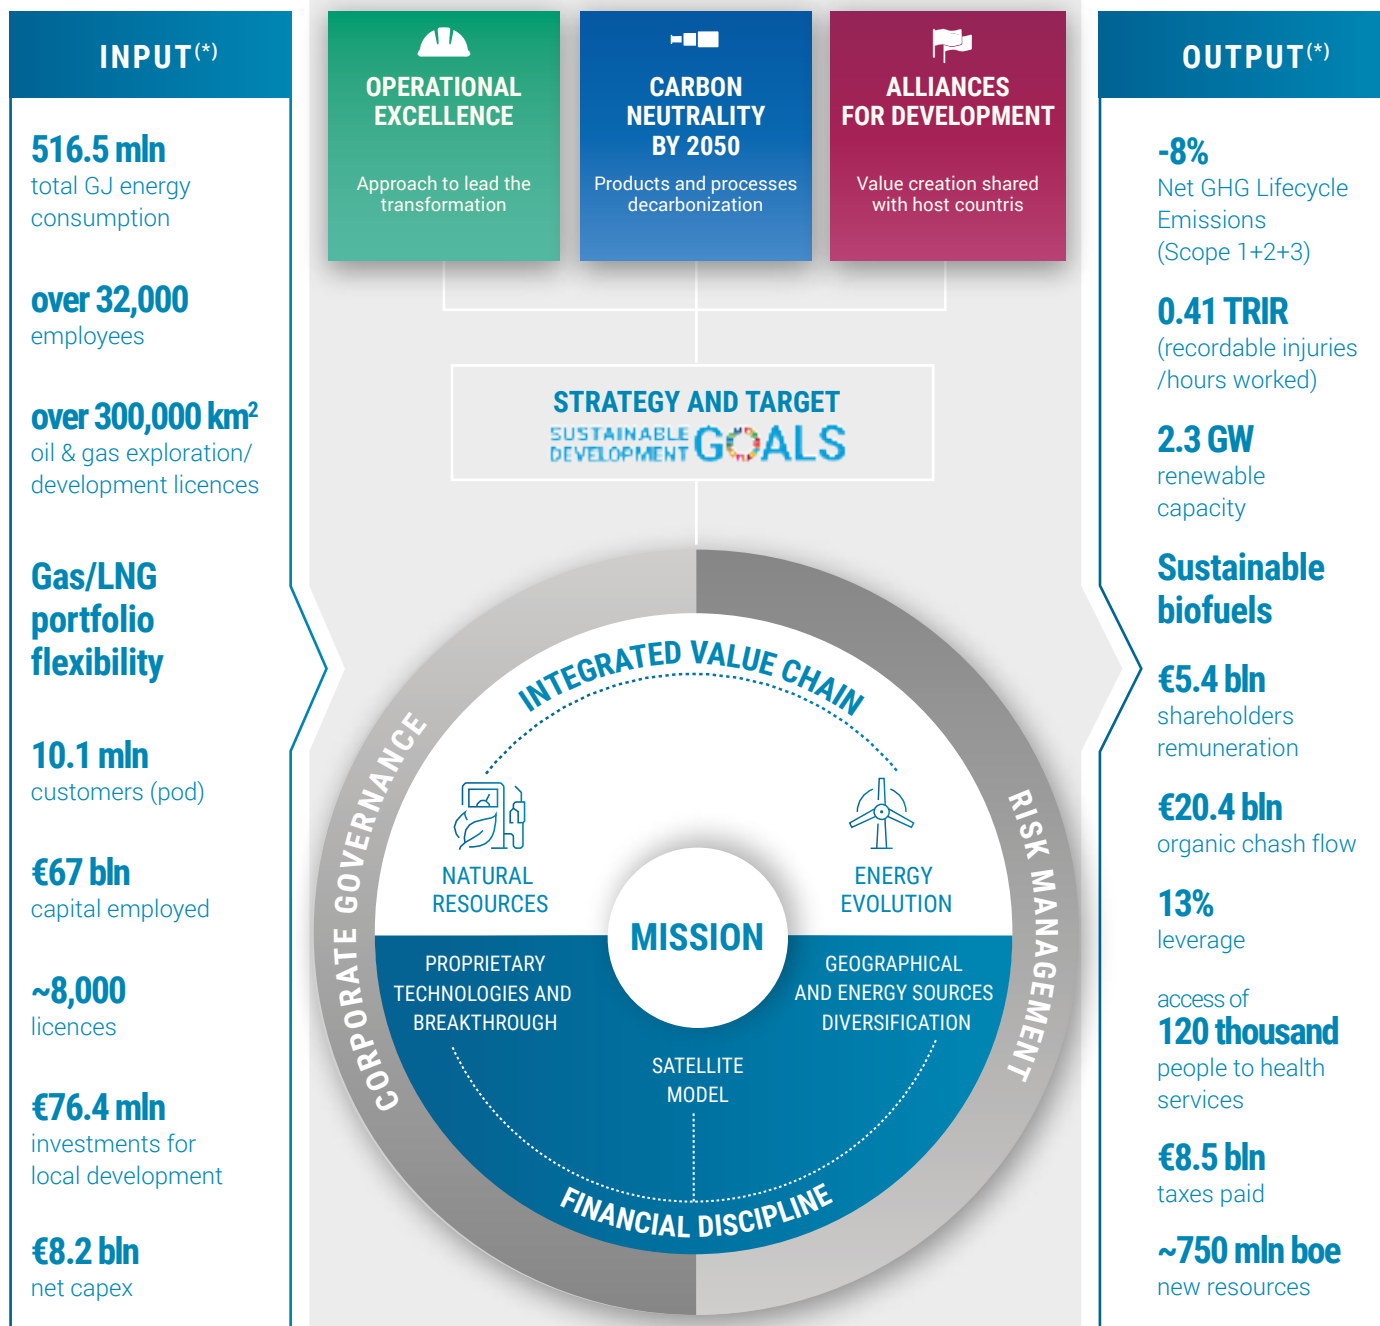 INPUT(*)
516.5 mln
total GJ energy
consumption
over 32,000
employees
over 300,000 km²
oil & gas exploration/
development licences
Gas/LNG
portfolio
flexibility
10.1 mln
customers (pod)
€67 bln
capital employed
~8,000
licences
€76.4 mln
investments for
local development
€8.2 bln
net capex
OPERATIONAL
EXCELLENCE
Approach to lead the
transformation
CARBON
NEUTRALITY
BY 2050
Products and processes
decarbonization
ALLIANCES
FOR DEVELOPMENT
Value creation shared
with host countris
STRATEGY AND TARGET
SUSTAINABLE
DEVELOPMENT GOALS
CORPORATE GOVERNANCE
RISK MANAGEMENT
INTEGRATED VALUE CHAIN
NATURAL
RESOURCES
ENERGY
EVOLUTION
MISSION
PROPRIETARY
TECHNOLOGIES AND
BREAKTHROUGH
GEOGRAPHICAL
AND ENERGY SOURCES
DIVERSIFICATION
SATELLITE
MODEL
FINANCIAL DISCIPLINE
OUTPUT(*)
-8%
Net GHG Lifecycle
Emissions
(Scope 1+2+3)
0.41 TRIR
(recordable injuries
/hours worked)
2.3 GW
renewable
capacity
Sustainable
biofuels
€5.4 bln
shareholders
remuneration
€20.4 bln
organic chash flow
13%
leverage
access of
120 thousand
people to health
services
€8.5 bln
taxes paid
~750 mln boe
new resources